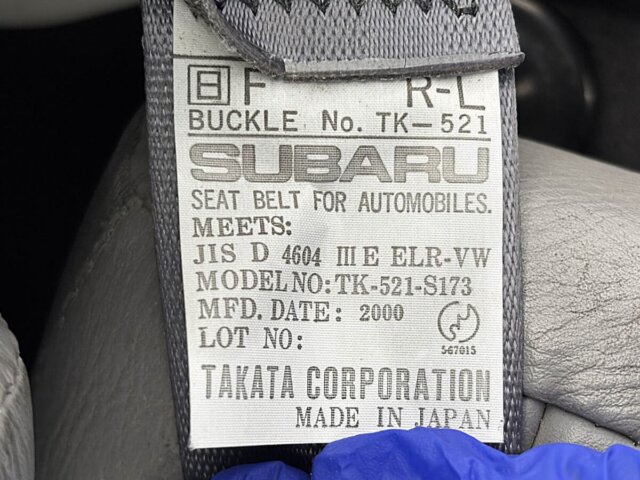 日 F R-L
BUCKLE No. TK-521
SUBARU
SEAT BELT FOR AUTOMOBILES.
MEETS:
JIS D 4604 III E ELR-VW
MODEL NO: TK-521-S173
MFD. DATE: 2000
LOT NO:
567015
TAKATA CORPORATION
MADE IN JAPAN